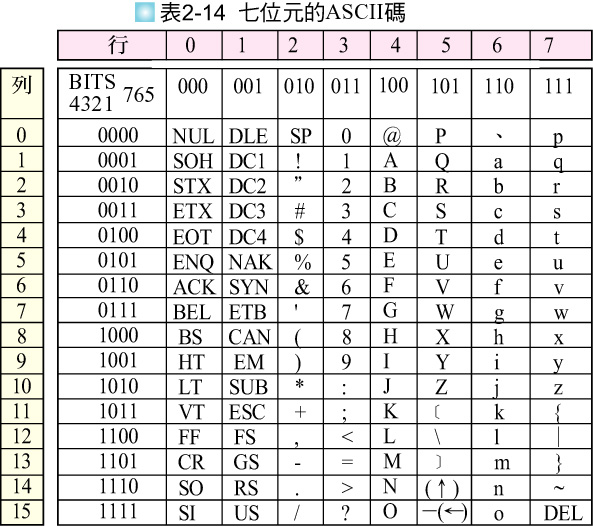 表2-14 七位元的ASCII碼
行 0 1 2 3 4 5 6 7
列 BITS 4321 765 000 001 010 011 100 101 110 111
0 0000 NUL DLE SP 0 @ P 、 p
1 0001 SOH DC1 ! 1 A Q a q
2 0010 STX DC2 ” 2 B R b r
3 0011 ETX DC3 # 3 C S c s
4 0100 EOT DC4 $ 4 D T d t
5 0101 ENQ NAK % 5 E U e u
6 0110 ACK SYN & 6 F V f v
7 0111 BEL ETB ' 7 G W g w
8 1000 BS CAN ( 8 H X h x
9 1001 HT EM ) 9 I Y i y
10 1010 LT SUB * : J Z j z
11 1011 VT ESC + ; K 〔 k {
12 1100 FF FS , < L \ l |
13 1101 CR GS - = M 〕 m }
14 1110 SO RS . > N (↑) n ~
15 1111 SI US / ? O —(←) o DEL